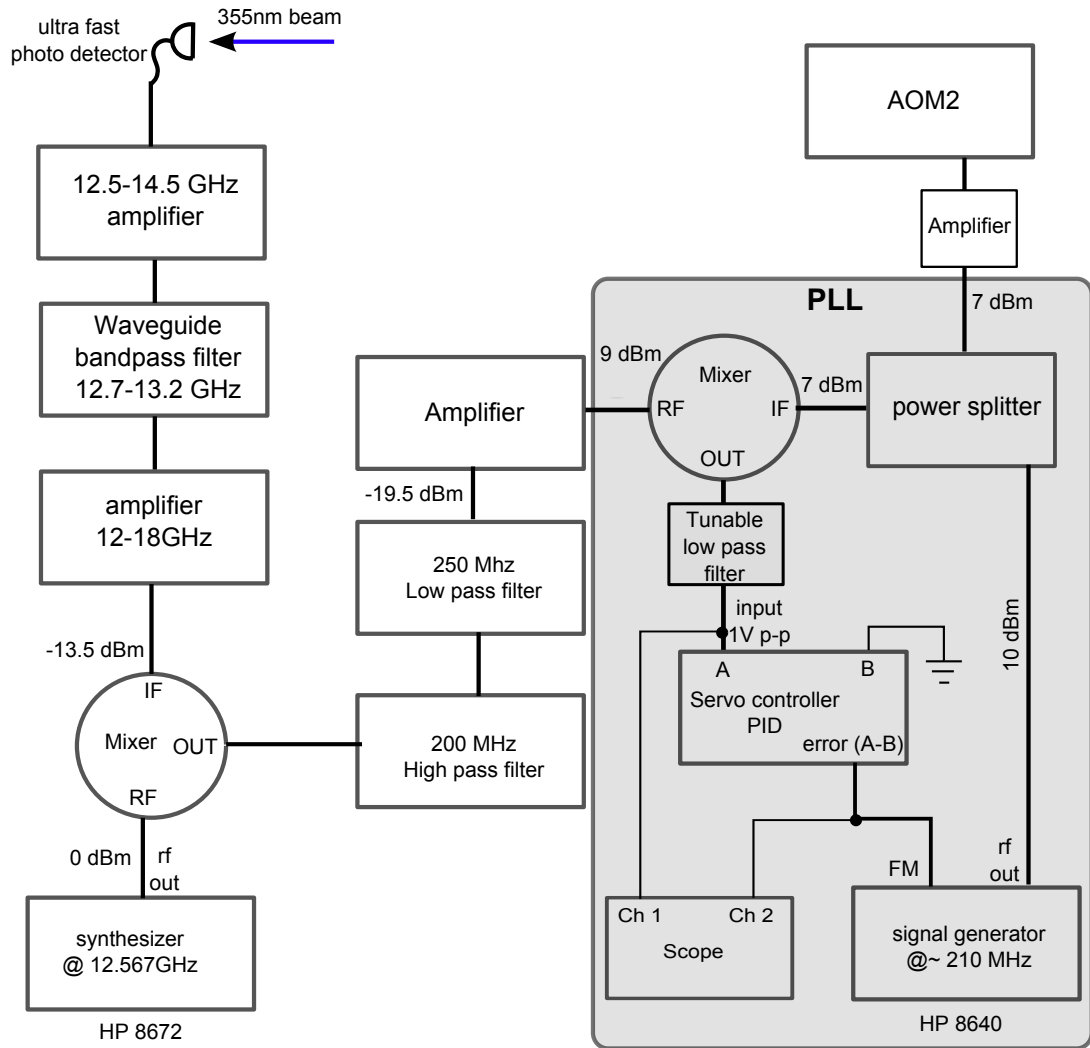 ultra fast
photo detector
355nm beam
12.5-14.5 GHz
amplifier
Waveguide
bandpass filter
12.7-13.2 GHz
amplifier
12-18GHz
-13.5 dBm
IF
Mixer
OUT
RF
0 dBm
rf
out
synthesizer
@ 12.567GHz
HP 8672
200 MHz
High pass filter
250 Mhz
Low pass filter
-19.5 dBm
Amplifier
9 dBm
AOM2
Amplifier
7 dBm
PLL
Mixer
RF
IF
OUT
7 dBm
power splitter
Tunable
low pass
filter
input
1V p-p
A
B
Servo controller
PID
error (A-B)
10 dBm
FM
rf
out
Ch 1
Ch 2
Scope
signal generator
@~ 210 MHz
HP 8640